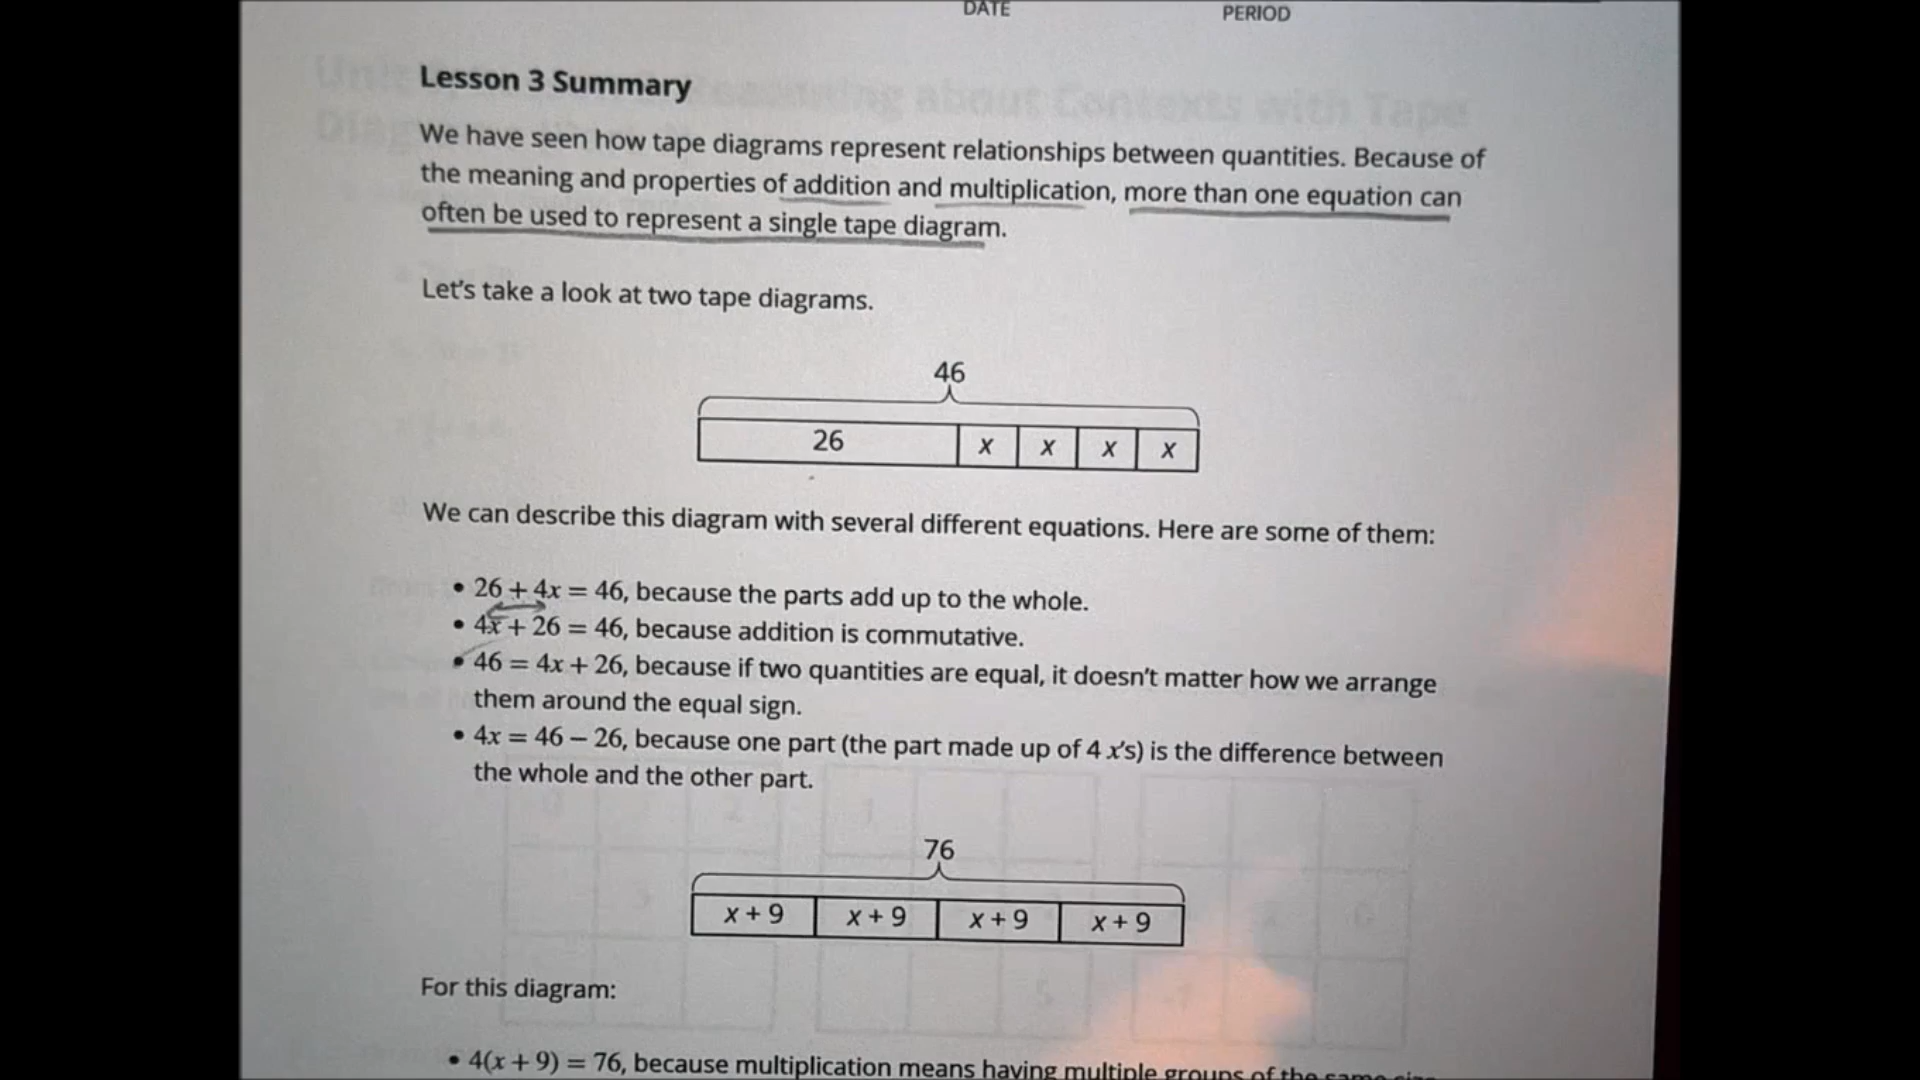 DATE PERIOD
Lesson 3 Summary
We have seen how tape diagrams represent relationships between quantities. Because of
the meaning and properties of addition and multiplication, more than one equation can
often be used to represent a single tape diagram.
Let's take a look at two tape diagrams.
46
26 x x x x
We can describe this diagram with several different equations. Here are some of them:
• 26 + 4x = 46, because the parts add up to the whole.
• 4x + 26 = 46, because addition is commutative.
• 46 = 4x + 26, because if two quantities are equal, it doesn't matter how we arrange
them around the equal sign.
• 4x = 46 – 26, because one part (the part made up of 4 x's) is the difference between
the whole and the other part.
76
x + 9 x + 9 x + 9 x + 9
For this diagram:
• 4(x + 9) = 76, because multiplication means having multiple groups of the same size